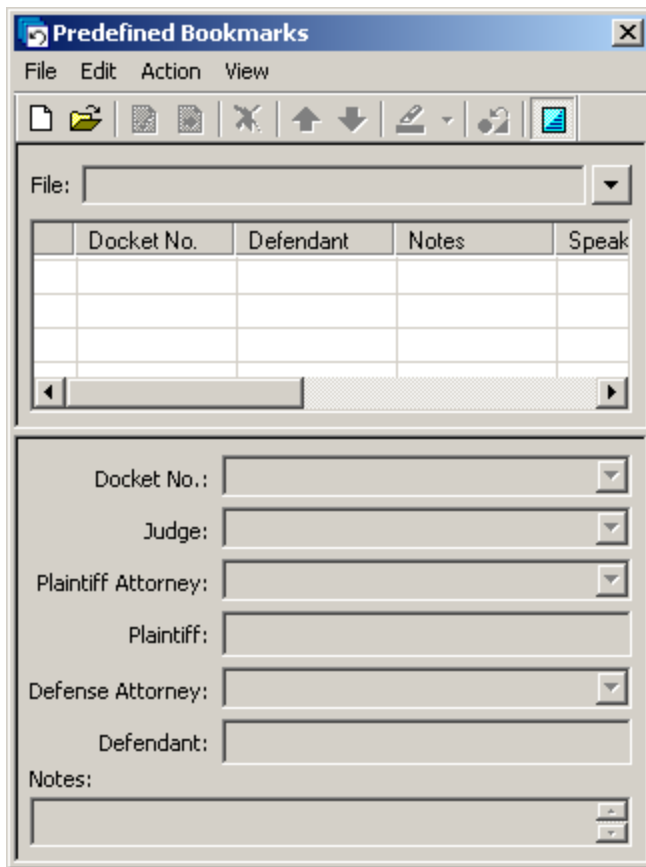 Predefined Bookmarks
File Edit Action View
File:
Docket No. Defendant Notes Speak
Docket No.:
Judge:
Plaintiff Attorney:
Plaintiff:
Defense Attorney:
Defendant:
Notes: